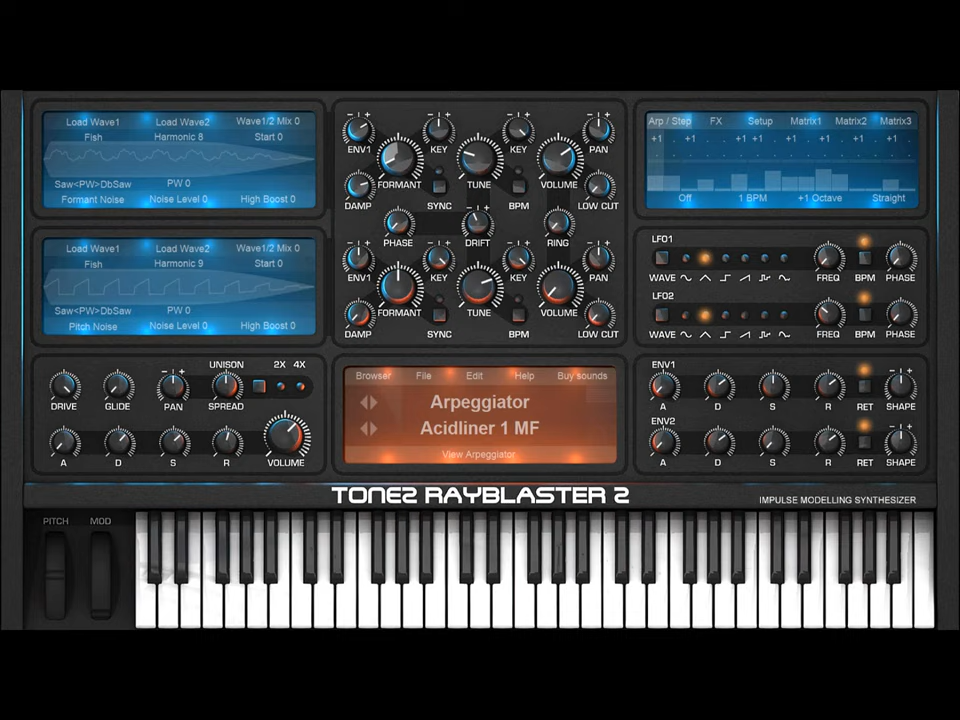 Load Wave1 Load Wave2 Wave1/2 Mix 0
Fish Harmonic 8 Start 0
Saw<PW>DbSaw PW 0
Formant Noise Noise Level 0 High Boost 0
Load Wave1 Load Wave2 Wave1/2 Mix 0
Fish Harmonic 9 Start 0
Saw<PW>DbSaw PW 0
Pitch Noise Noise Level 0 High Boost 0
- | + - | + - | + - | +
ENV1 KEY KEY PAN
FORMANT TUNE VOLUME
DAMP SYNC BPM LOW CUT
- | +
PHASE DRIFT RING
- | + - | + - | + - | +
ENV1 KEY KEY PAN
FORMANT TUNE VOLUME
DAMP SYNC BPM LOW CUT
Arp / Step FX Setup Matrix1 Matrix2 Matrix3
+1 +1 +1 +1 +1 +1 +1
Off 1 BPM +1 Octave Straight
LFO1
WAVE FREQ BPM PHASE
LFO2
WAVE FREQ BPM PHASE
UNISON 2X 4X
- | +
DRIVE GLIDE PAN SPREAD
A D S R VOLUME
Browser File Edit Help Buy sounds
Arpeggiator
Acidliner 1 MF
View Arpeggiator
ENV1
- | +
A D S R RET SHAPE
ENV2
- | +
A D S R RET SHAPE
TONE2 RAYBLASTER 2
IMPULSE MODELLING SYNTHESIZER
PITCH MOD